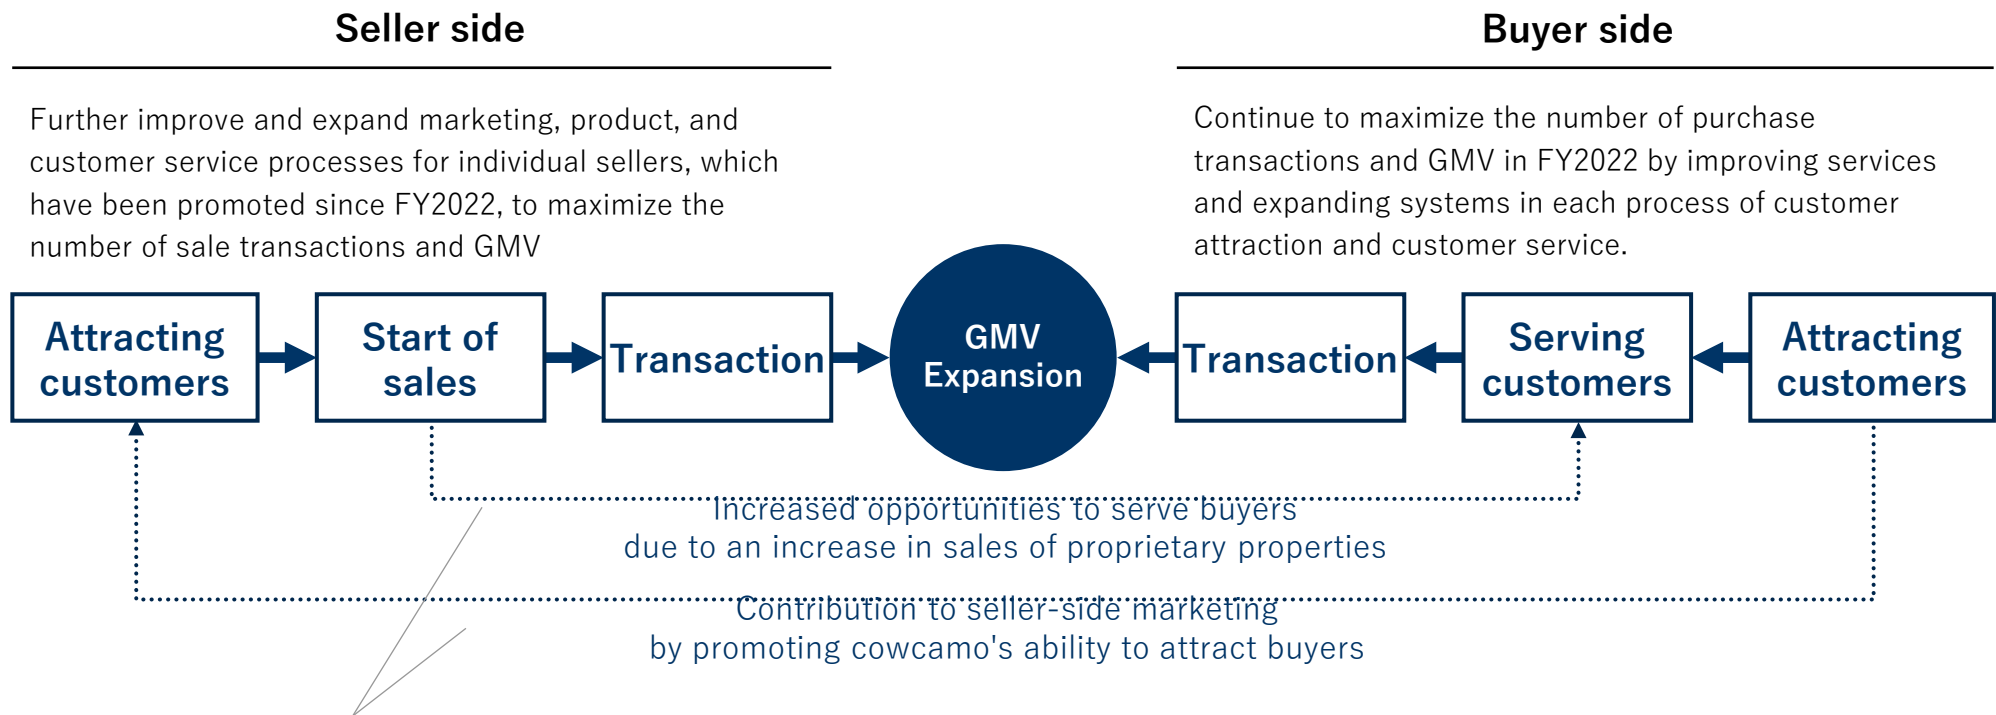 Seller side
Further improve and expand marketing, product, and
customer service processes for individual sellers, which
have been promoted since FY2022, to maximize the
number of sale transactions and GMV
Buyer side
Continue to maximize the number of purchase
transactions and GMV in FY2022 by improving services
and expanding systems in each process of customer
attraction and customer service.
Attracting
customers
Start of
sales
Transaction
GMV
Expansion
Transaction
Serving
customers
Attracting
customers
Increased opportunities to serve buyers
due to an increase in sales of proprietary properties
Contribution to seller-side marketing
by promoting cowcamo's ability to attract buyers